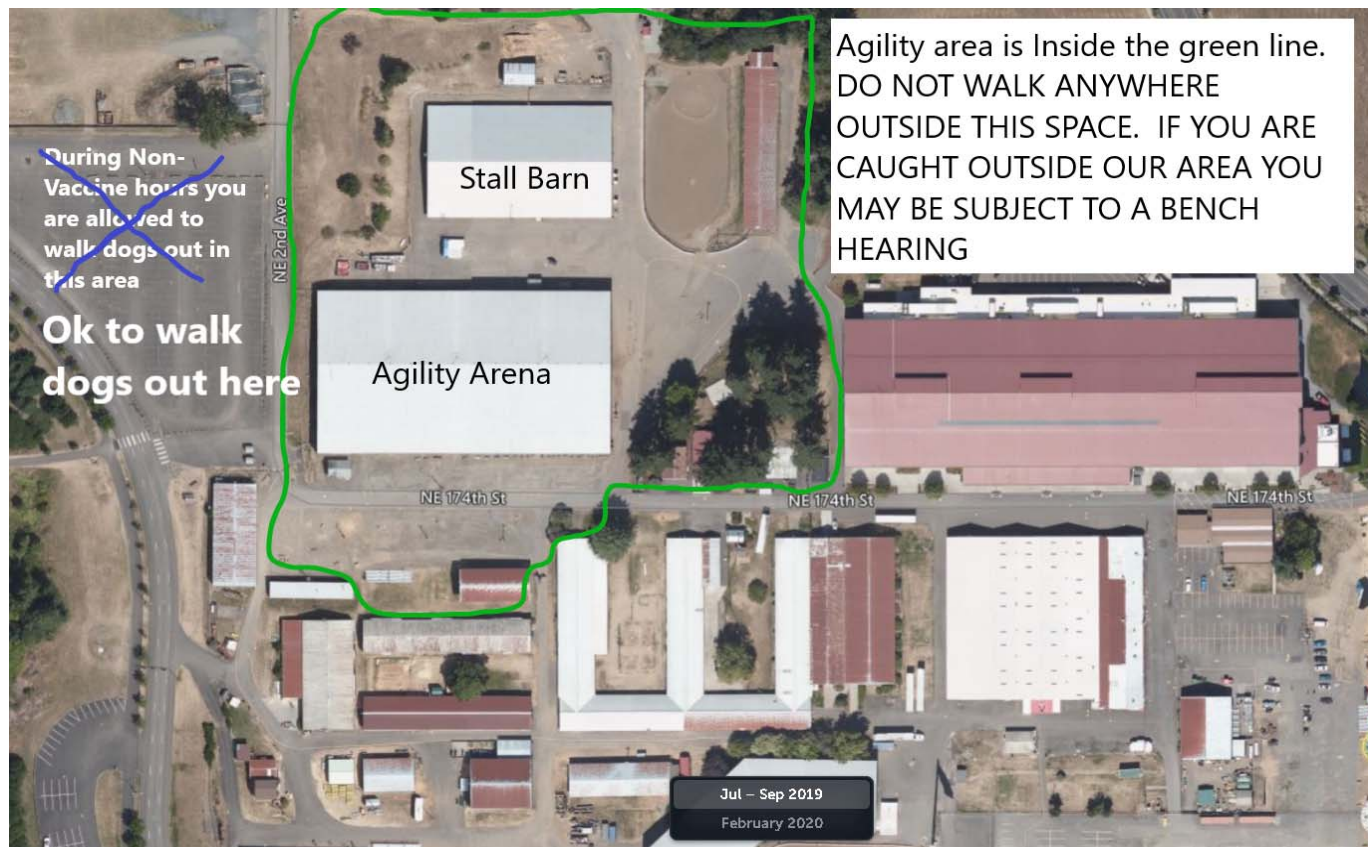 Agility area is Inside the green line.
DO NOT WALK ANYWHERE
OUTSIDE THIS SPACE.  IF YOU ARE
CAUGHT OUTSIDE OUR AREA YOU
MAY BE SUBJECT TO A BENCH
HEARING
During Non-
Vaccine hours you
are allowed to
walk dogs out in
this area
Ok to walk
dogs out here
NE 2nd Ave
Stall Barn
Agility Arena
NE 174th St
NE 174th St
NE 174th St
Jul – Sep 2019
February 2020